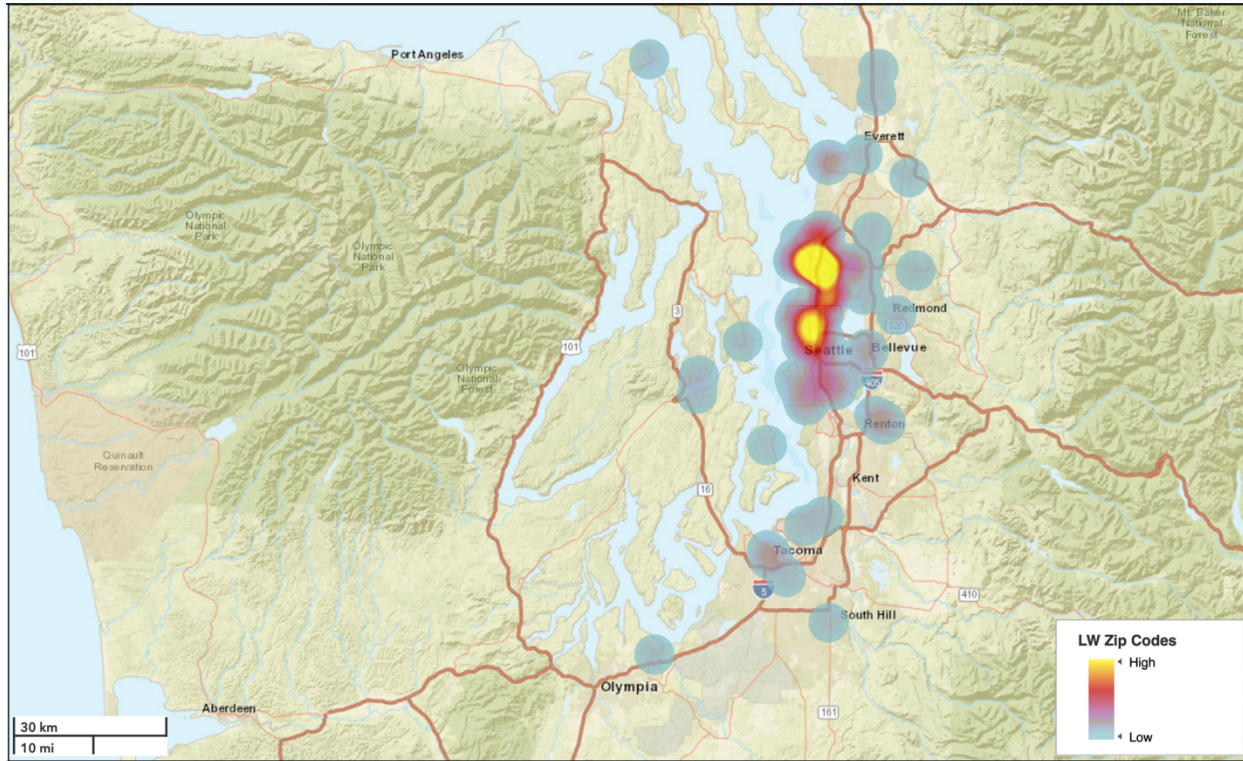 Mt. Baker
National
Forest
Port Angeles
Everett
Olympic
National
Park
Olympic
National
Park
3
Redmond
520
101
101
Seattle
Bellevue
Olympic
National
Forest
405
Renton
Quinault
Reservation
Kent
16
Tacoma
5
410
South Hill
Olympia
Aberdeen
161
30 km
10 mi
LW Zip Codes
High
Low